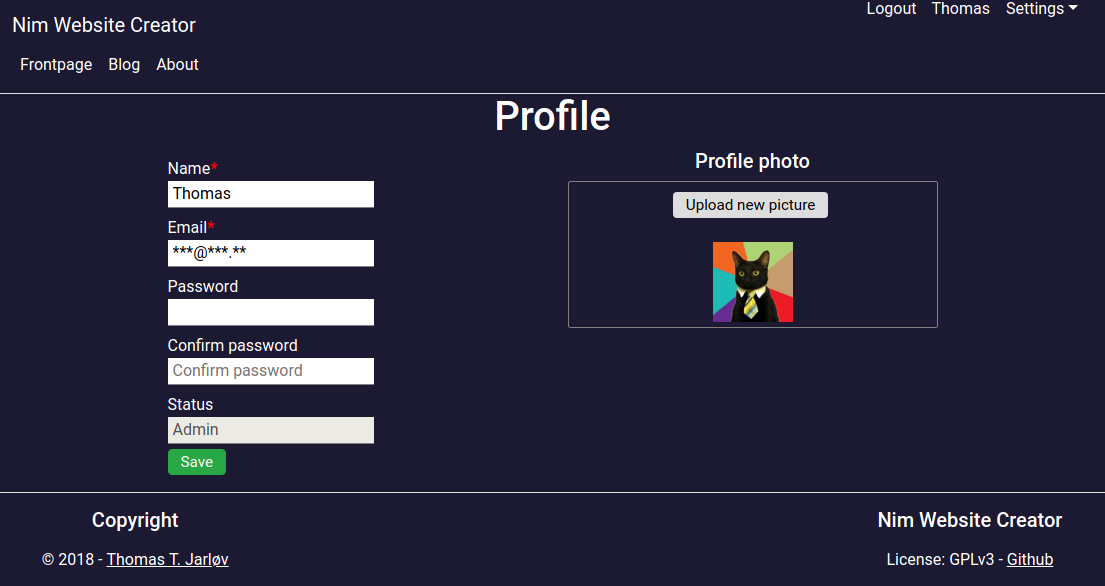 Nim Website Creator
Logout Thomas Settings
Frontpage Blog About
Profile
Name*
Thomas
Email*
***@***.**
Password
Confirm password
Confirm password
Status
Admin
Save
Profile photo
Upload new picture
Copyright
© 2018 - Thomas T. Jarløv
Nim Website Creator
License: GPLv3 - Github